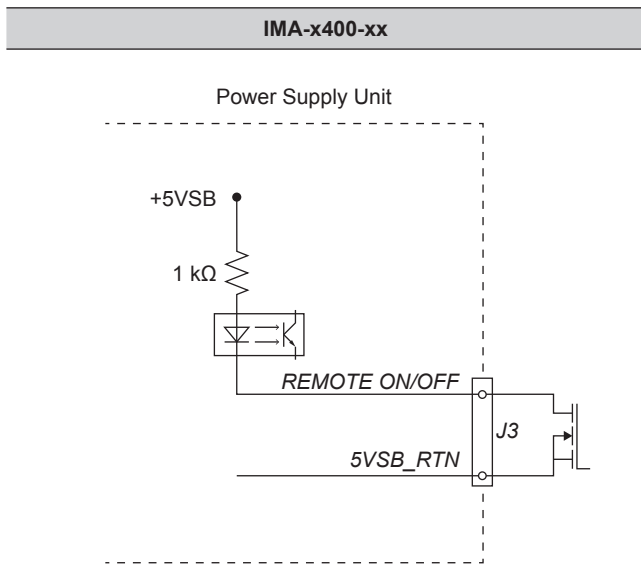 IMA-x400-xx
Power Supply Unit
+5VSB
1 kΩ
REMOTE ON/OFF
J3
5VSB_RTN